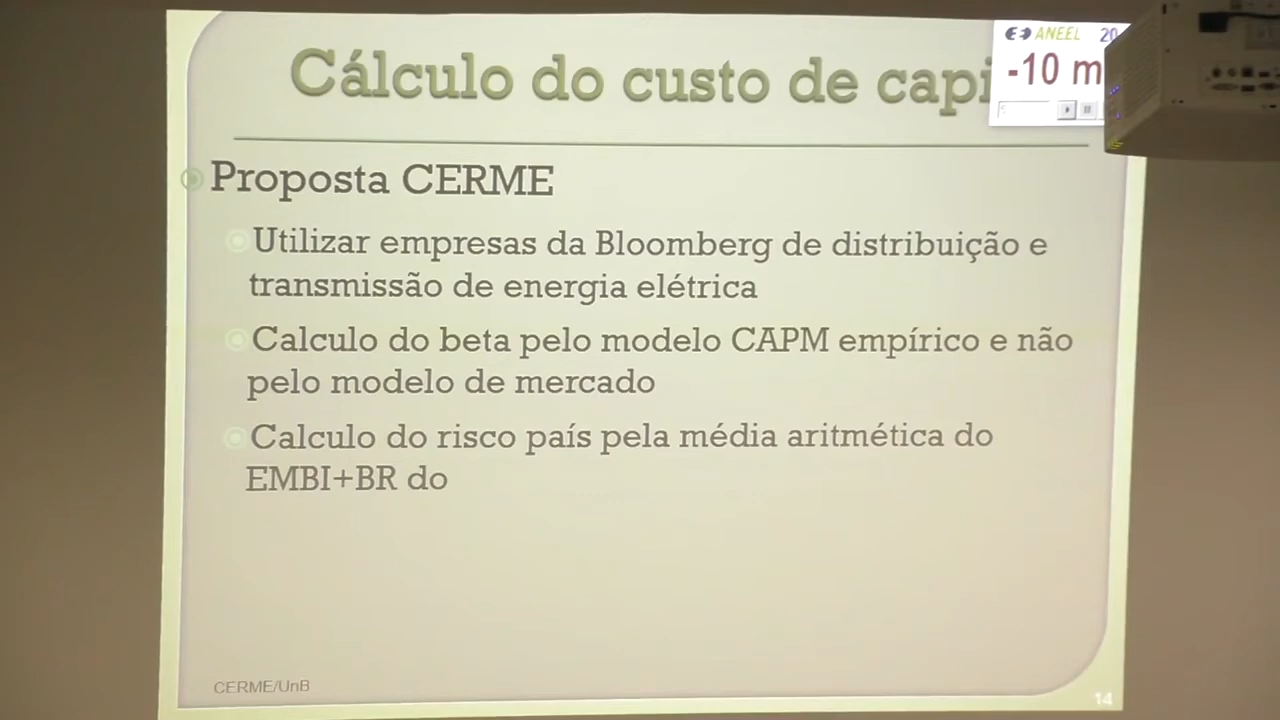 Cálculo do custo de capi
ANEEL 20
-10 m
Proposta CERME
Utilizar empresas da Bloomberg de distribuição e
transmissão de energia elétrica
Calculo do beta pelo modelo CAPM empírico e não
pelo modelo de mercado
Calculo do risco país pela média aritmética do
EMBI+BR do
CERME/UnB
14